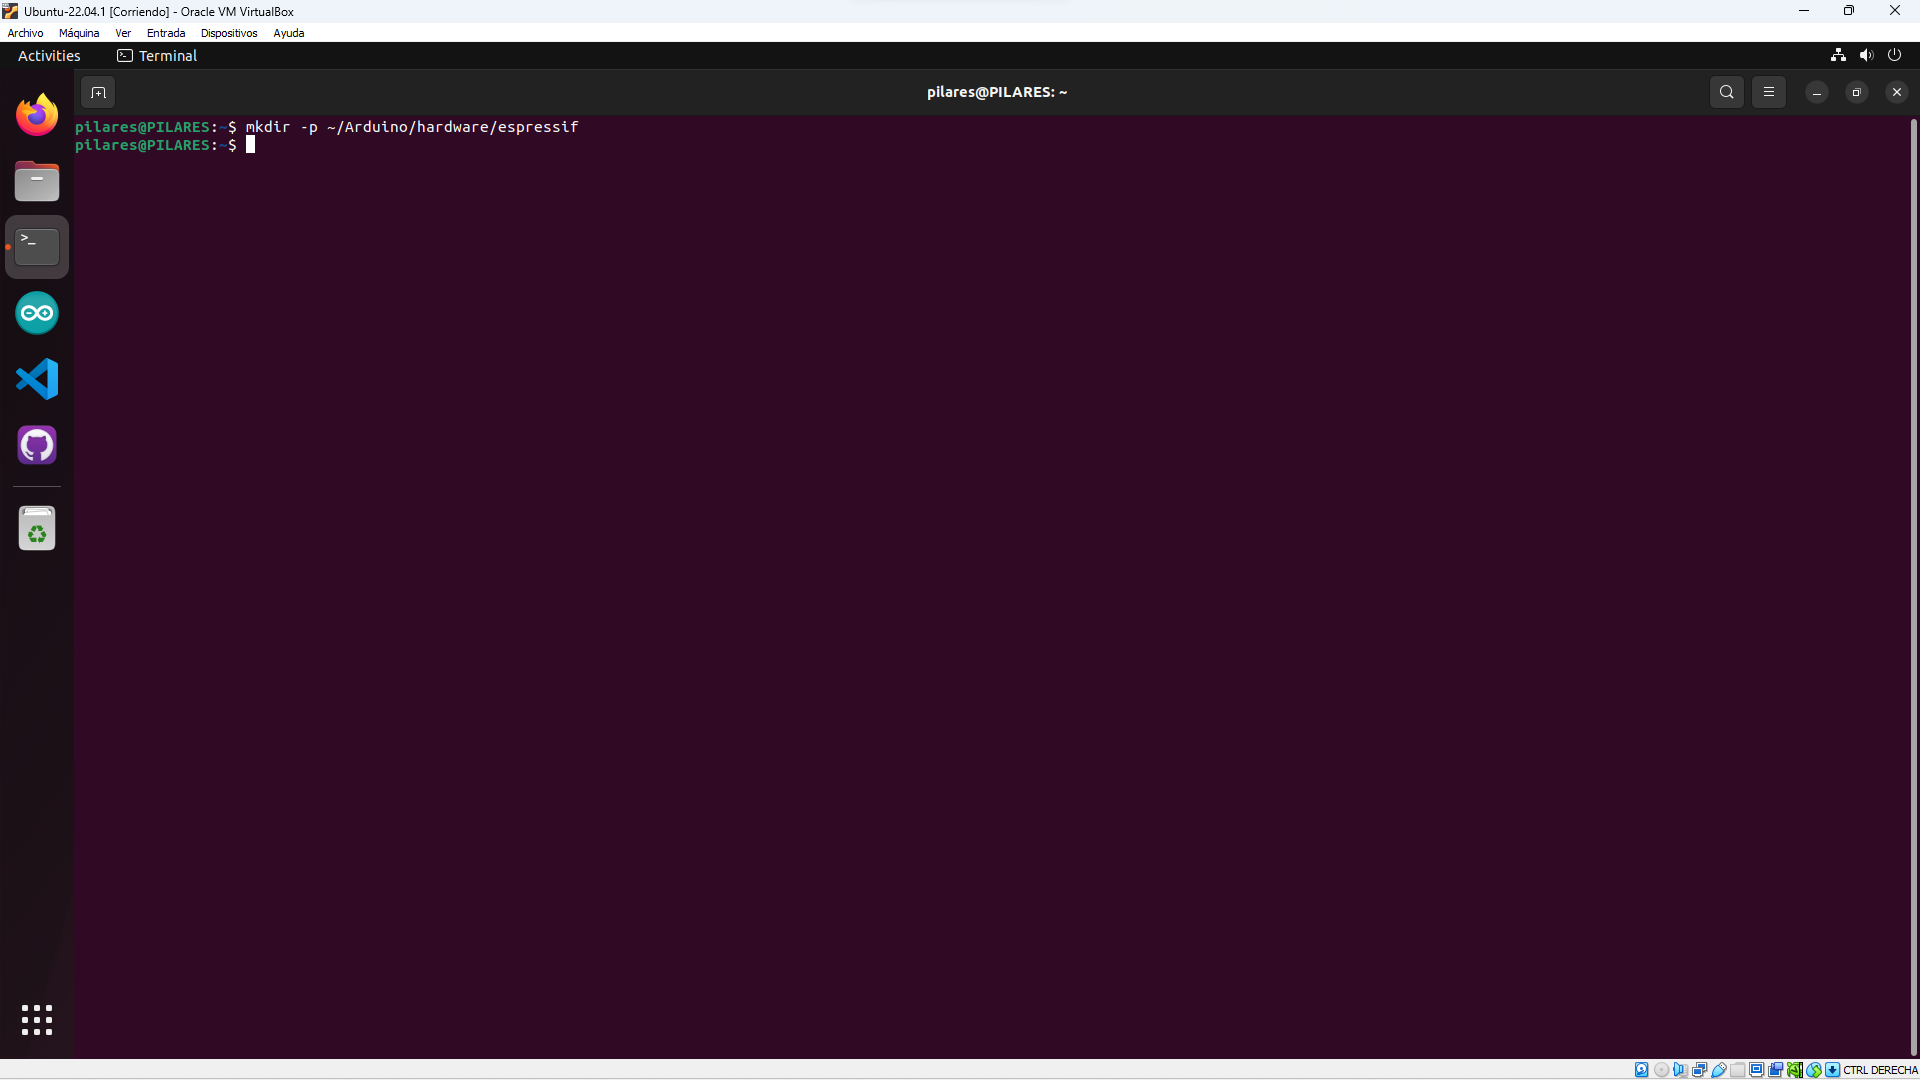 Ubuntu-22.04.1 [Corriendo] - Oracle VM VirtualBox
Archivo Máquina Ver Entrada Dispositivos Ayuda
Activities Terminal
pilares@PILARES: ~
pilares@PILARES:~$ mkdir -p ~/Arduino/hardware/espressif
pilares@PILARES:~$
>_
CTRL DERECHA